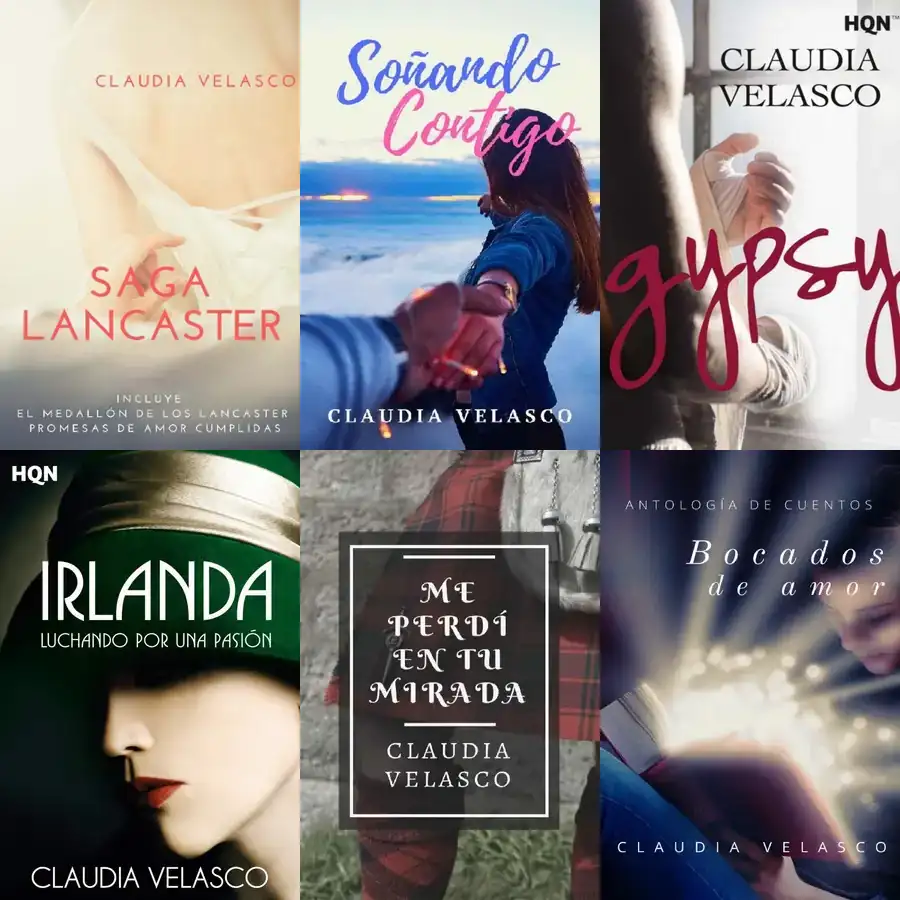 CLAUDIA VELASCO
SAGA
LANCASTER
INCLUYE
EL MEDALLÓN DE LOS LANCASTER
PROMESAS DE AMOR CUMPLIDAS
Soñando
Contigo
CLAUDIA VELASCO
HQN™
CLAUDIA
VELASCO
gypsy
HQN
IRLANDA
LUCHANDO POR UNA PASIÓN
CLAUDIA VELASCO
ME
PERDÍ
EN TU
MIRADA
CLAUDIA
VELASCO
ANTOLOGÍA DE CUENTOS
Bocados
de amor
CLAUDIA VELASCO